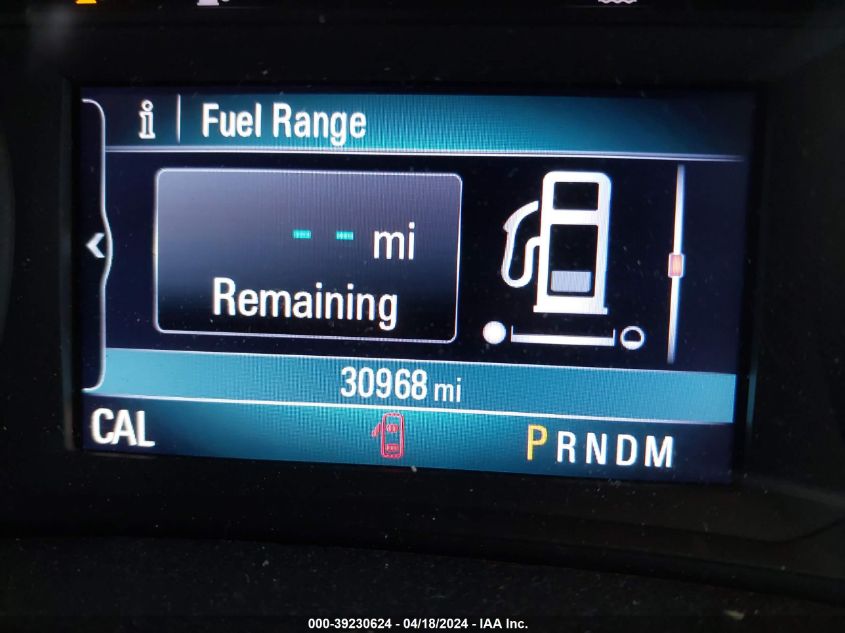 i Fuel Range
-- mi
Remaining
30968 mi
CAL
PRNDM
000-39230624 - 04/18/2024 - IAA Inc.